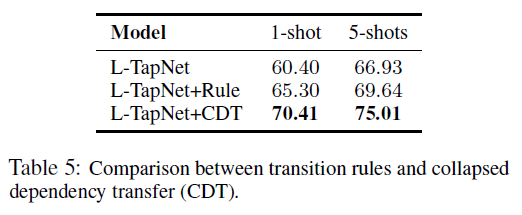 Model 1-shot 5-shots
L-TapNet 60.40 66.93
L-TapNet+Rule 65.30 69.64
L-TapNet+CDT 70.41 75.01
Table 5: Comparison between transition rules and collapsed
dependency transfer (CDT).